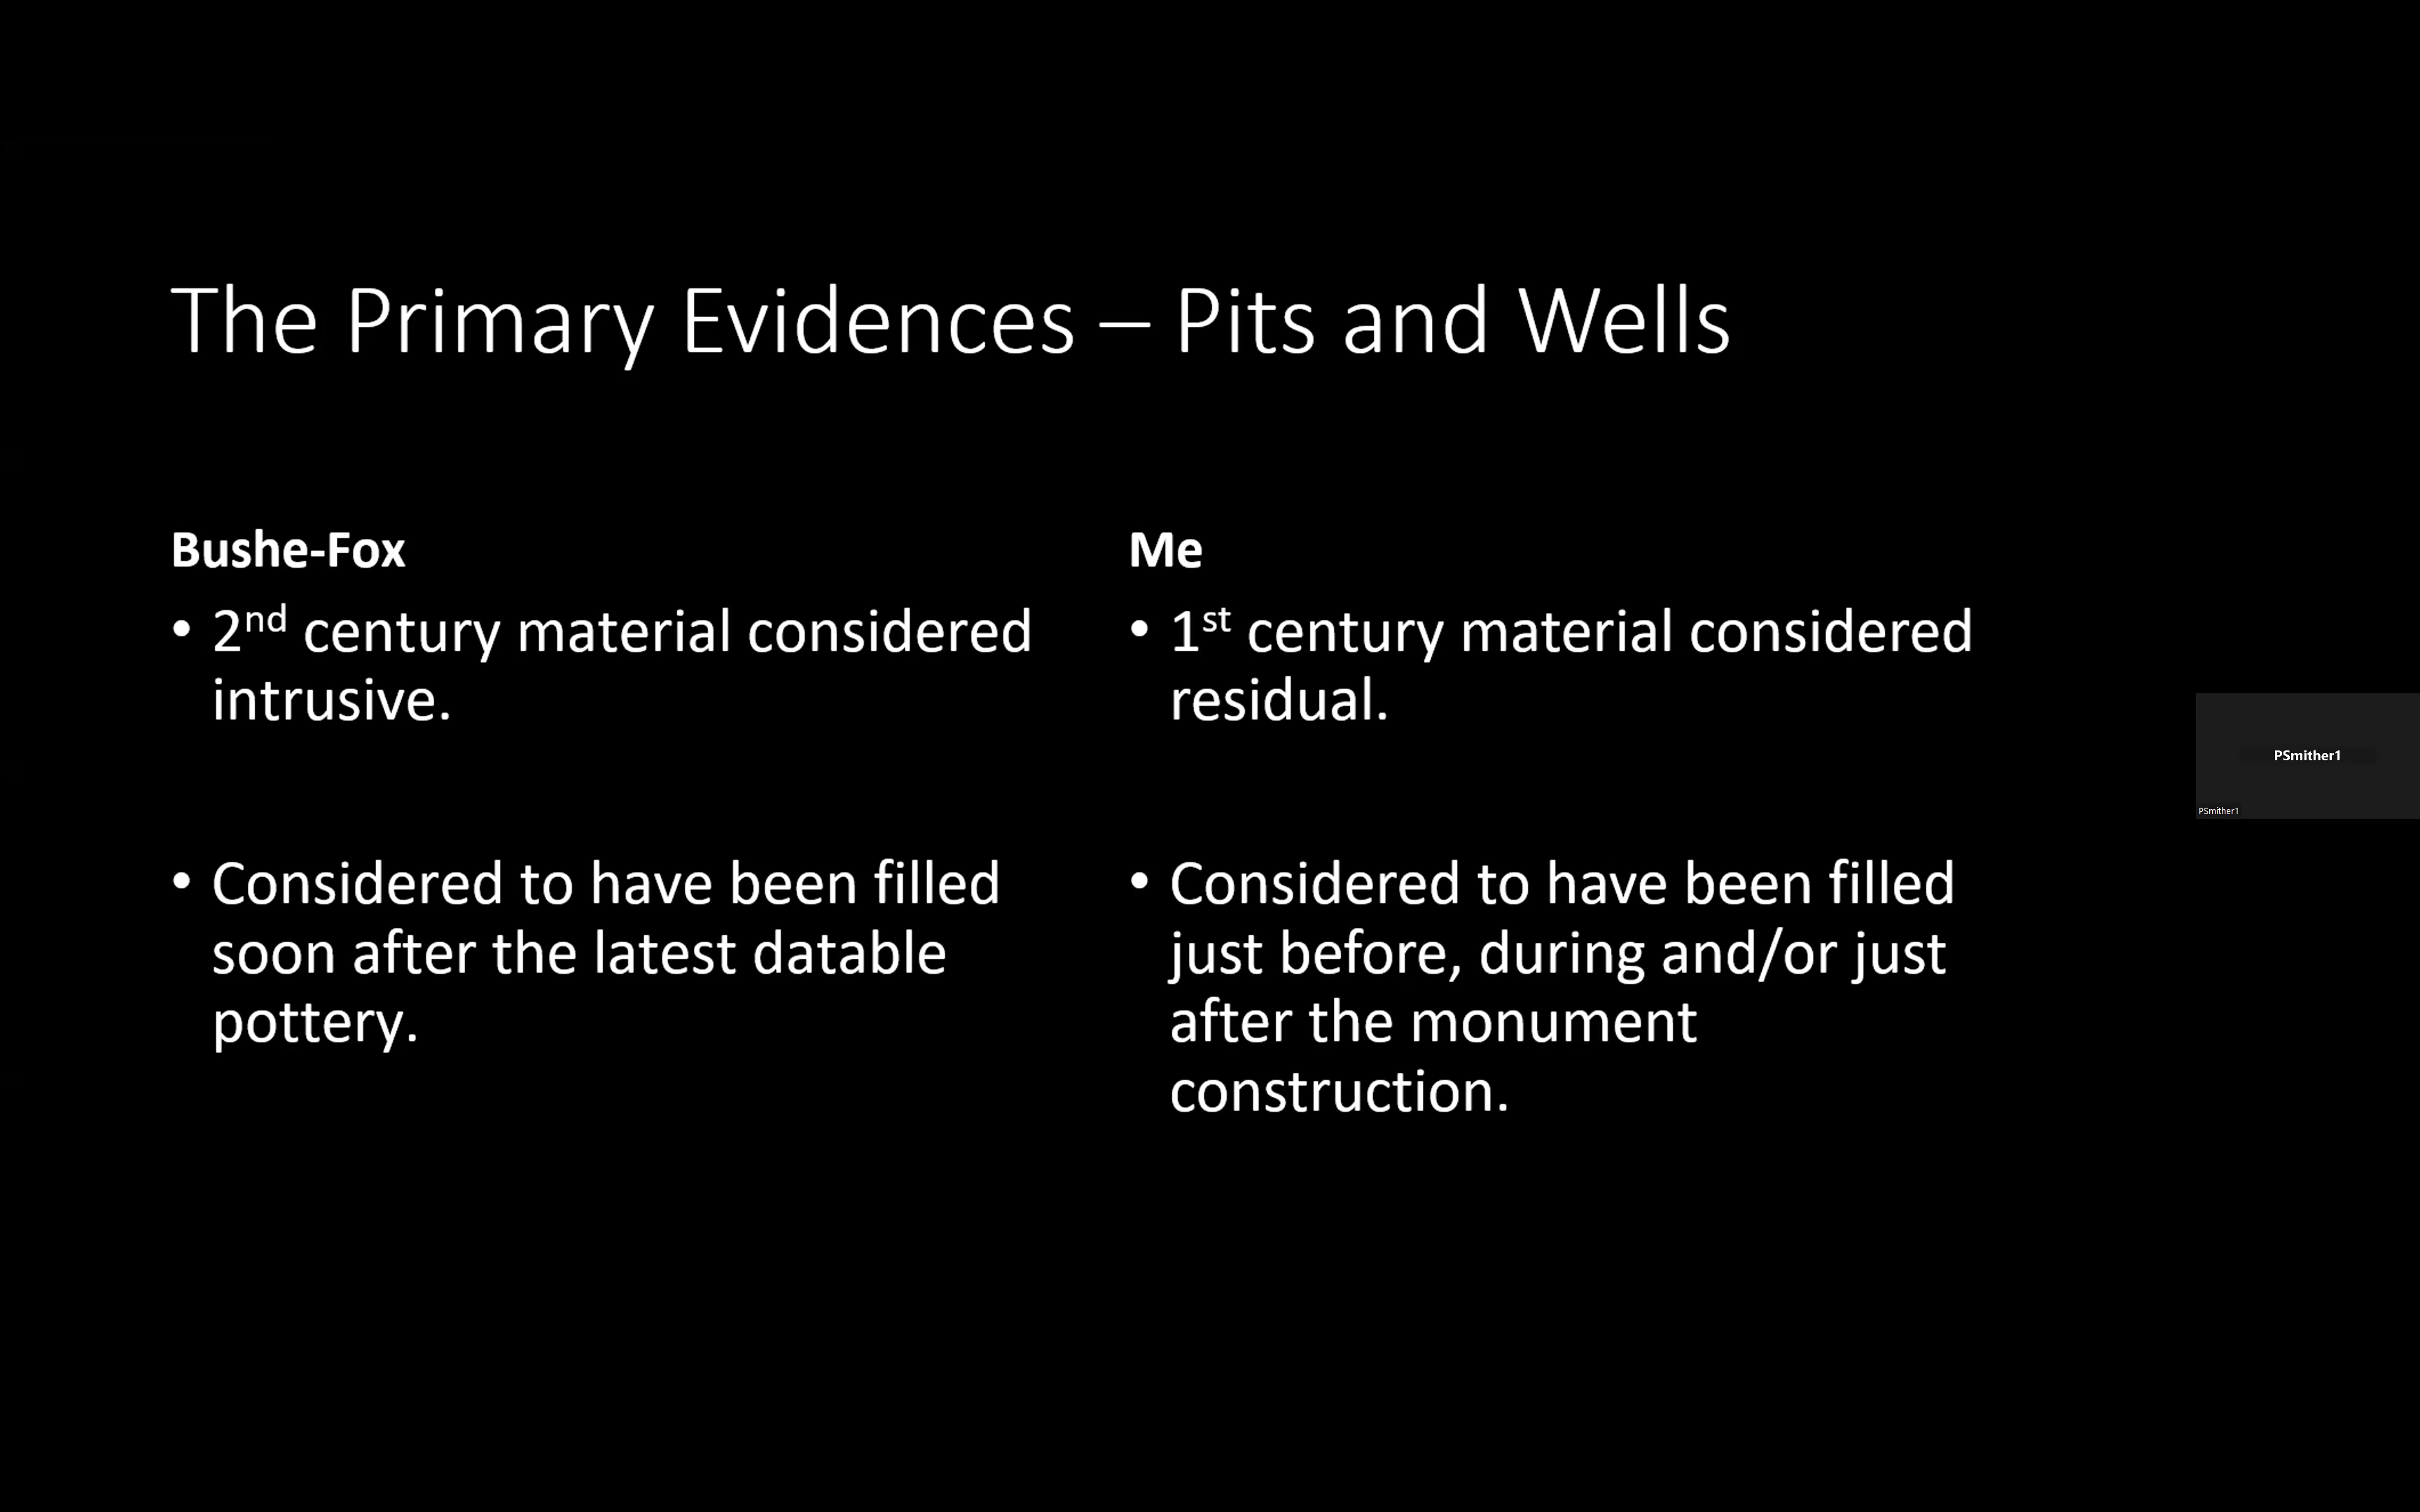 The Primary Evidences – Pits and Wells
Bushe-Fox
• 2nd century material considered
intrusive.
• Considered to have been filled
soon after the latest datable
pottery.
Me
• 1st century material considered
residual.
• Considered to have been filled
just before, during and/or just
after the monument
construction.
PSmither1
PSmither1